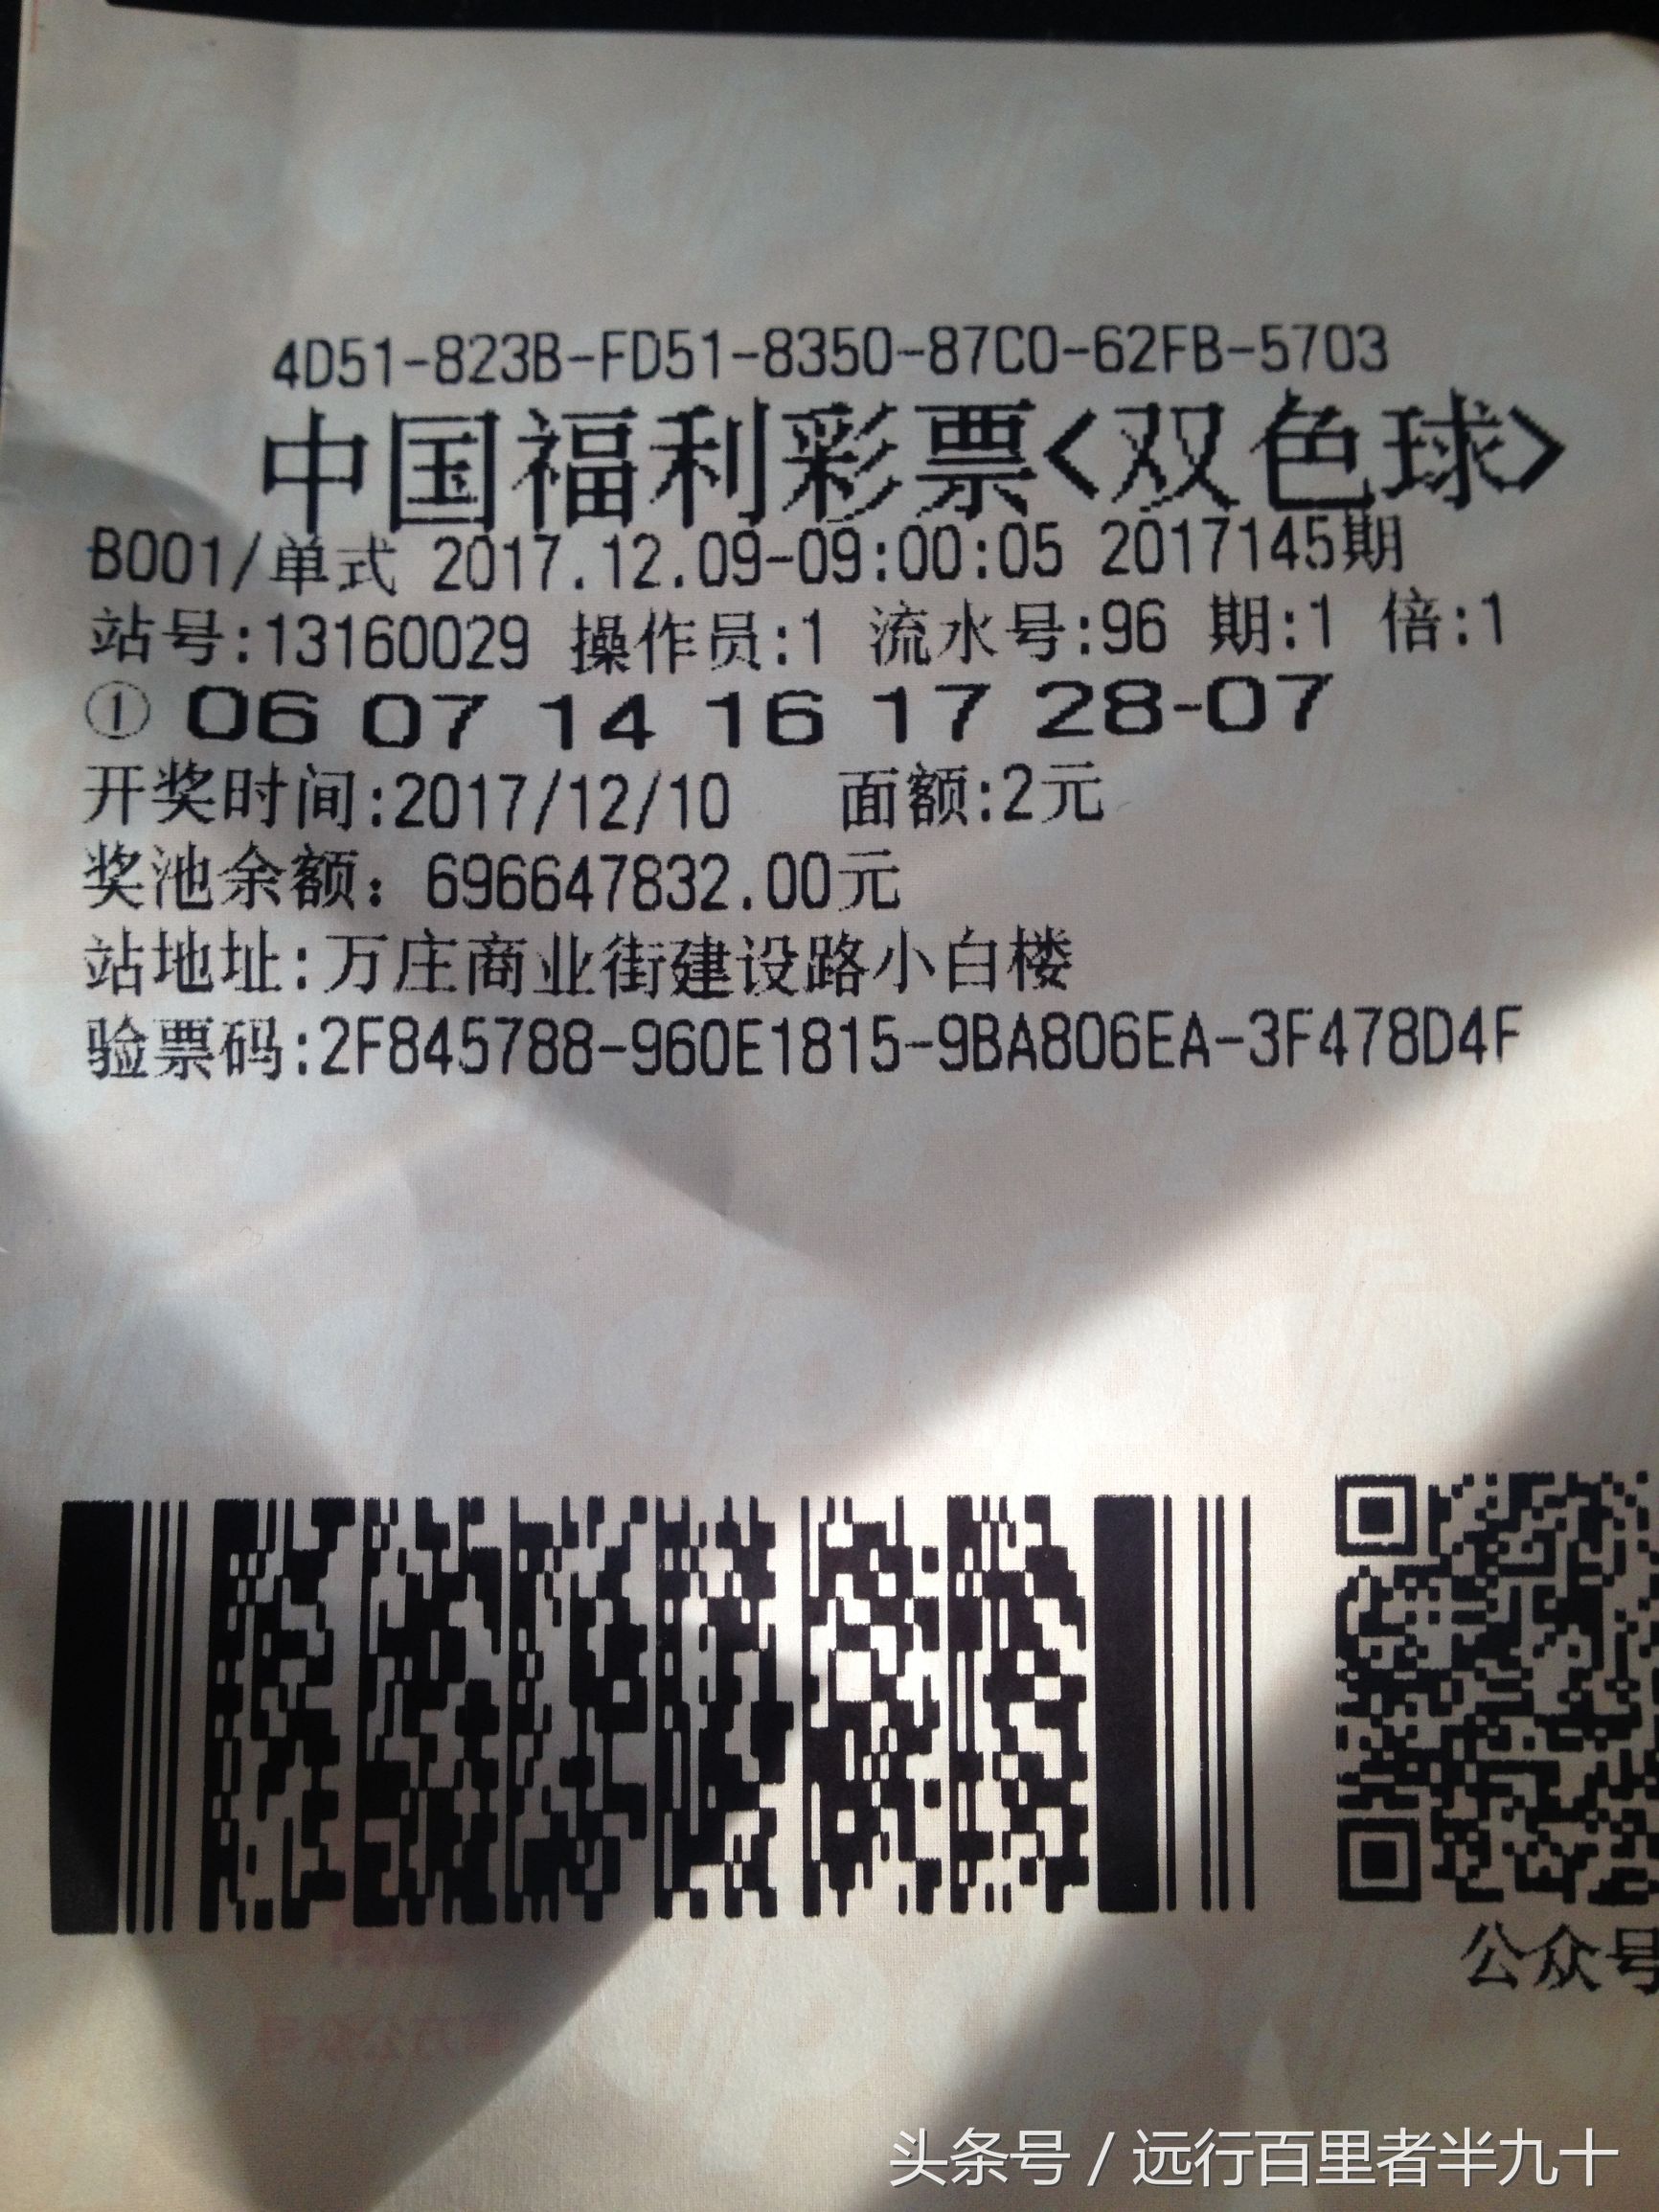 4D51-823B-FD51-8350-87C0-62FB-5703
中国福利彩票<双色球>
B001/单式 2017.12.09-09:00:05 2017145期
站号:13160029 操作员:1 流水号:96 期:1 倍:1
① 06 07 14 16 17 28-07
开奖时间:2017/12/10 面额:2元
奖池余额：696647832.00元
站地址:万庄商业街建设路小白楼
验票码:2F845788-960E1815-9BA806EA-3F478D4F
公众号
头条号 / 远行百里者半九十